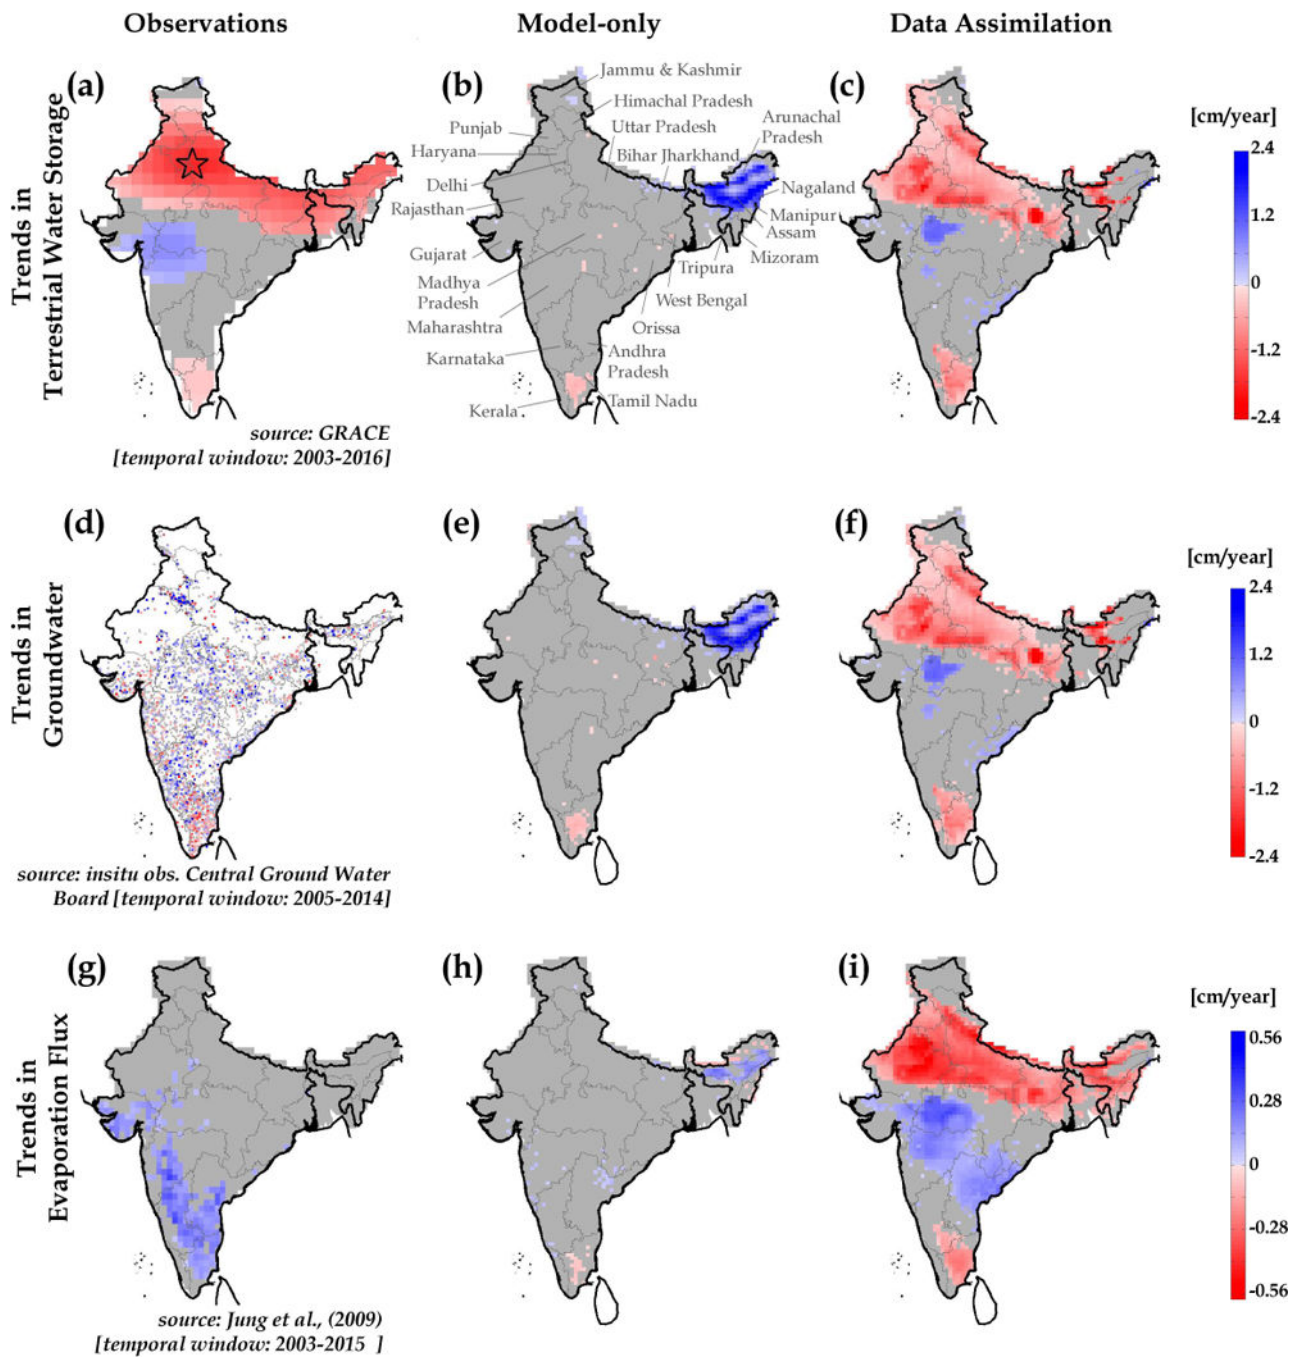 Observations
Model-only
Data Assimilation
Trends in
Terrestrial Water Storage
(a)
source: GRACE
[temporal window: 2003-2016]
(b)
Jammu & Kashmir
Himachal Pradesh
Punjab
Uttar Pradesh
Arunachal
Pradesh
Haryana
Bihar Jharkhand
Delhi
Nagaland
Rajasthan
Manipur
Assam
Gujarat
Tripura
Mizoram
Madhya
Pradesh
West Bengal
Maharashtra
Orissa
Karnataka
Andhra
Pradesh
Kerala
Tamil Nadu
(c)
[cm/year]
2.4
1.2
0
-1.2
-2.4
Trends in
Groundwater
(d)
source: insitu obs. Central Ground Water
Board [temporal window: 2005-2014]
(e)
(f)
[cm/year]
2.4
1.2
0
-1.2
-2.4
Trends in
Evaporation Flux
(g)
source: Jung et al., (2009)
[temporal window: 2003-2015 ]
(h)
(i)
[cm/year]
0.56
0.28
0
-0.28
-0.56